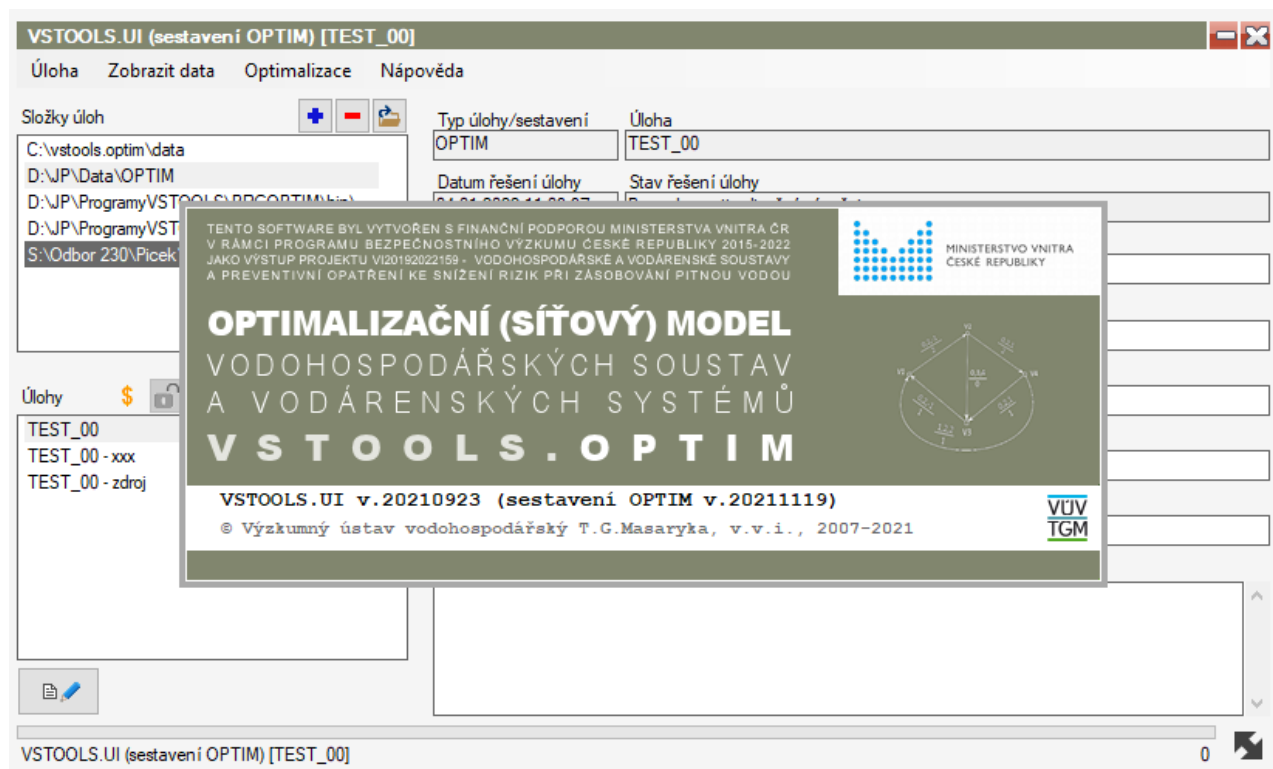 VSTOOLS.UI (sestavení OPTIM) [TEST_00]
Úloha Zobrazit data Optimalizace Nápověda
Složky úloh
C:\vstools.optim\data
D:\JP\Data\OPTIM
D:\JP\ProgramyVSTOOLS\
D:\JP\ProgramyVST
S:\Odbor 230\Picek\
Typ úlohy/sestavení Úloha
OPTIM TEST_00
Datum řešení úlohy Stav řešení úlohy
TENTO SOFTWARE BYL VYTVOŘEN S FINANČNÍ PODPOROU MINISTERSTVA VNITRA ČR
V RÁMCI PROGRAMU BEZPEČNOSTNÍHO VÝZKUMU ČESKÉ REPUBLIKY 2015-2022
JAKO VÝSTUP PROJEKTU VI20192022159 - VODOHOSPODÁŘSKÉ A VODÁRENSKÉ SOUSTAVY
A PREVENTIVNÍ OPATŘENÍ KE SNÍŽENÍ RIZIK PŘI ZÁSOBOVÁNÍ PITNOU VODOU
MINISTERSTVO VNITRA
ČESKÉ REPUBLIKY
OPTIMALIZAČNÍ (SÍŤOVÝ) MODEL
VODOHOSPODÁŘSKÝCH SOUSTAV
A VODÁRENSKÝCH SYSTÉMŮ
VSTOOLS.OPTIM
VSTOOLS.UI v.20210923 (sestavení OPTIM v.20211119)
© Výzkumný ústav vodohospodářský T.G.Masaryka, v.v.i., 2007-2021
VÚV
TGM
Úlohy
TEST_00
TEST_00 - xxx
TEST_00 - zdroj
VSTOOLS.UI (sestavení OPTIM) [TEST_00] 0